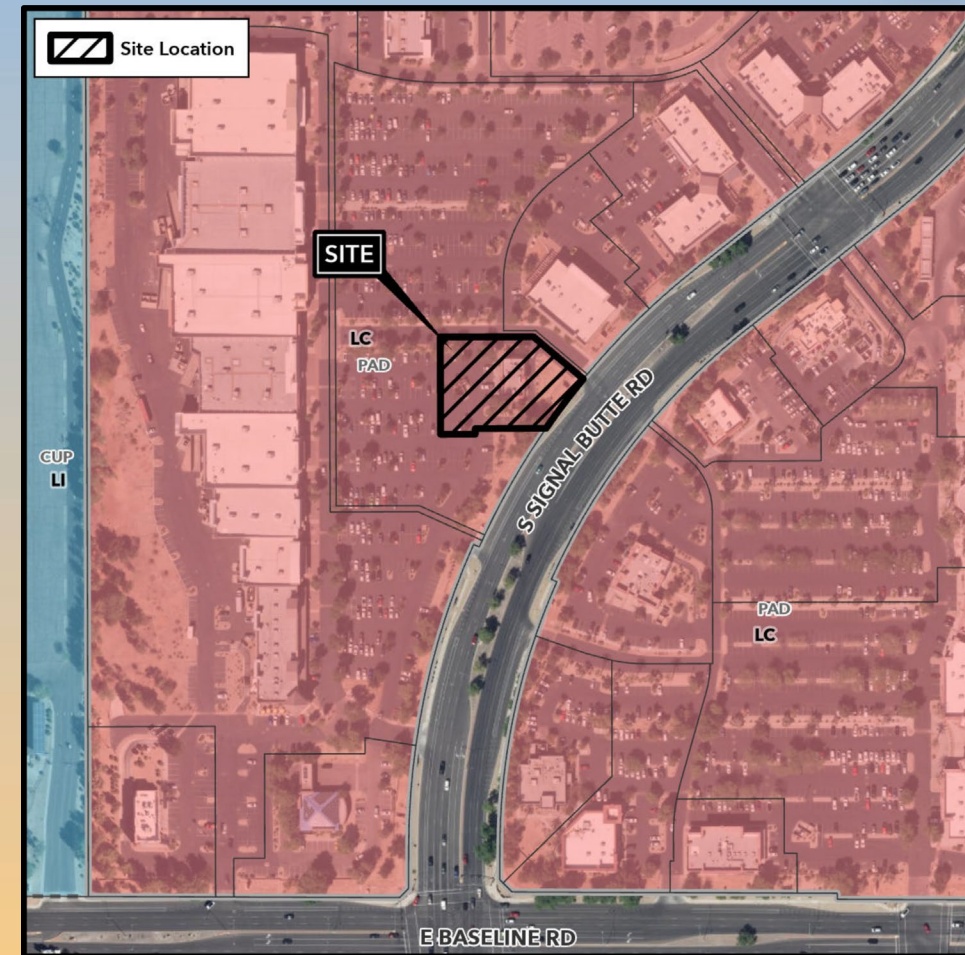 Site Location
SITE
LC
PAD
CUP
LI
S SIGNAL BUTTE RD
PAD
LC
E BASELINE RD